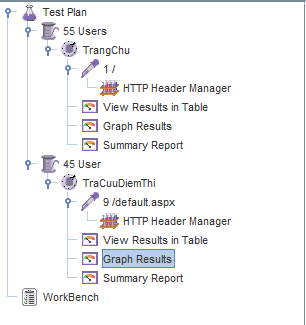 Test Plan
55 Users
TrangChu
1 /
HTTP Header Manager
View Results in Table
Graph Results
Summary Report
45 User
TraCuuDiemThi
9 /default.aspx
HTTP Header Manager
View Results in Table
Graph Results
Summary Report
WorkBench